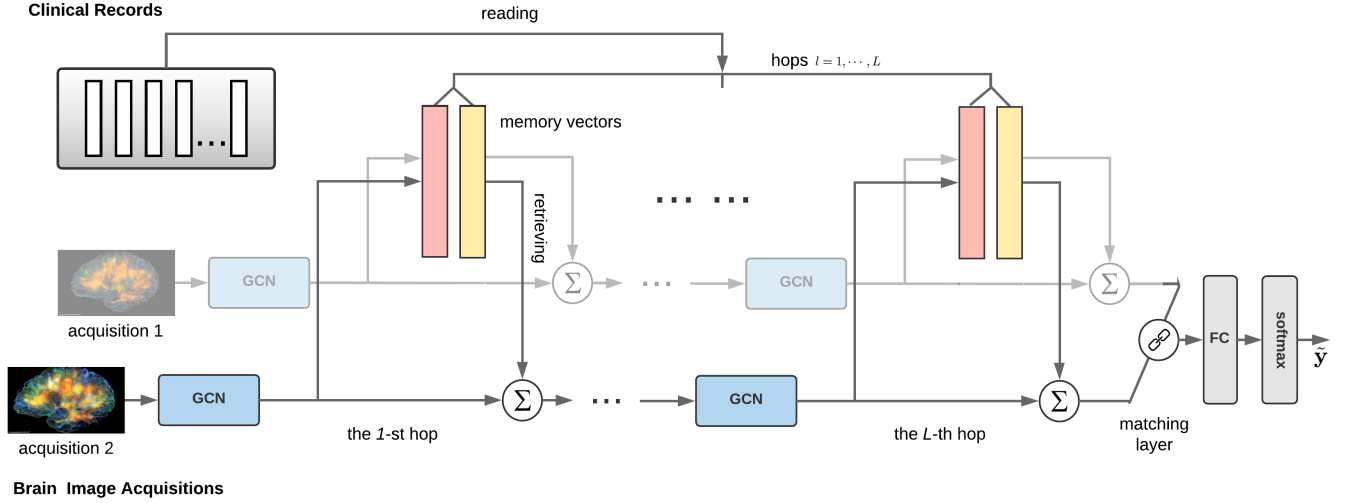 Clinical Records
reading
hops l = 1, ⋯ , L
memory vectors
retrieving
GCN
Σ
GCN
Σ
acquisition 1
FC
softmax
ỹ
GCN
Σ
GCN
Σ
acquisition 2
the 1-st hop
the L-th hop
matching
layer
Brain Image Acquisitions